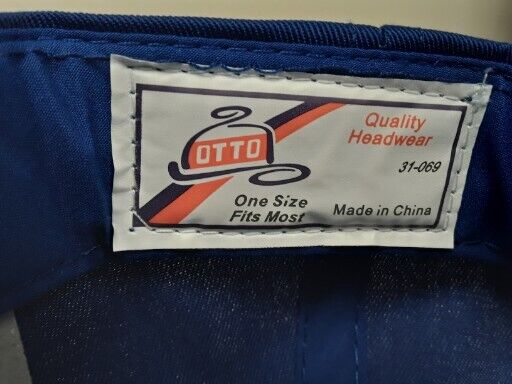 OTTO
Quality
Headwear
31-069
One Size
Fits Most
Made in China